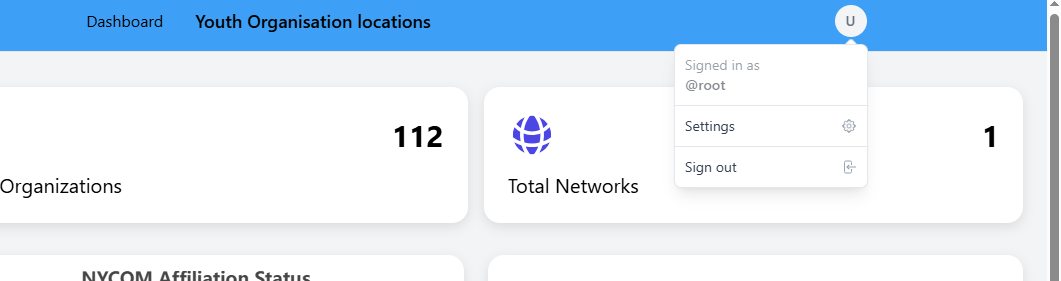 Dashboard
Youth Organisation locations
U
Signed in as
@root
Settings
Sign out
112
Organizations
1
Total Networks
NYCOM Affiliation Status